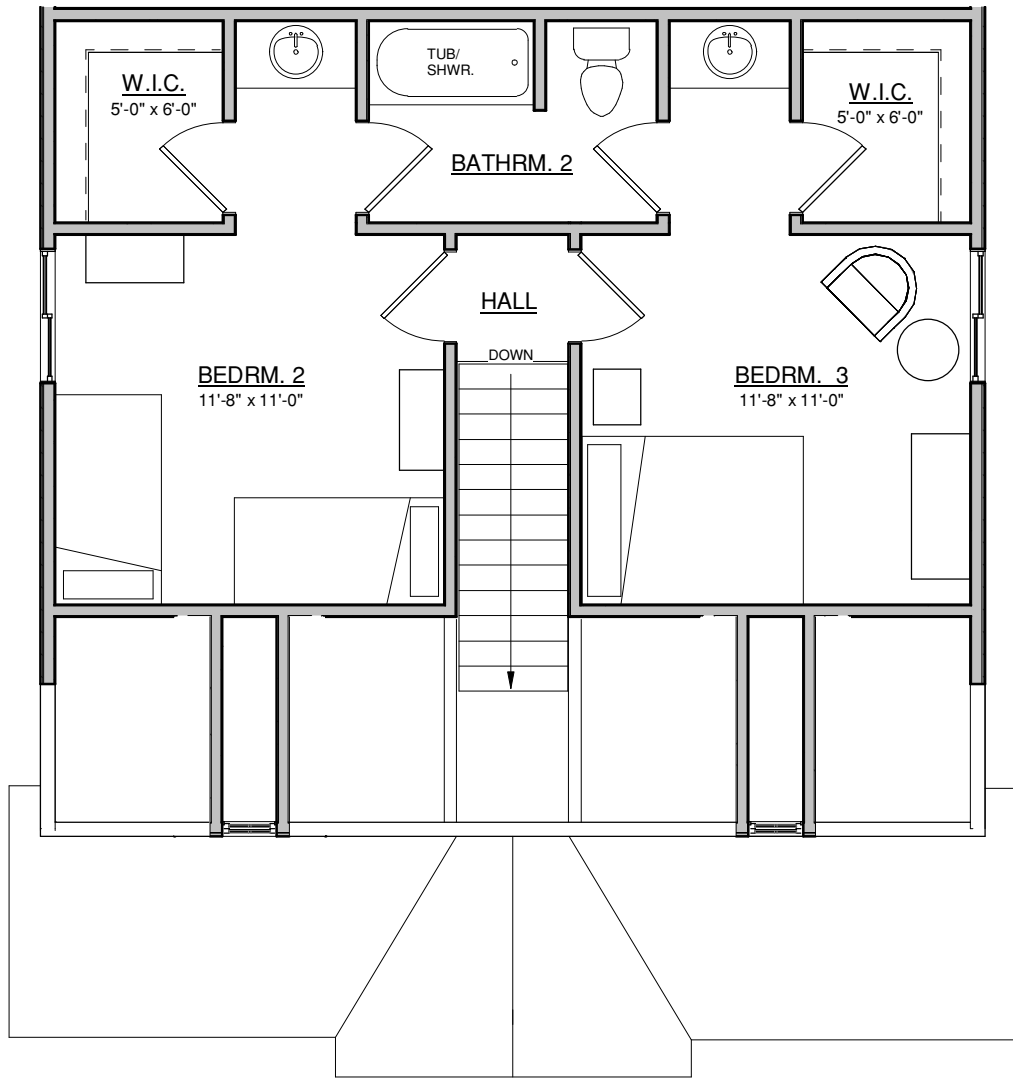 TUB/
SHWR.
W.I.C.
5'-0" x 6'-0"
W.I.C.
5'-0" x 6'-0"
BATHRM. 2
HALL
DOWN
BEDRM. 2
11'-8" x 11'-0"
BEDRM. 3
11'-8" x 11'-0"